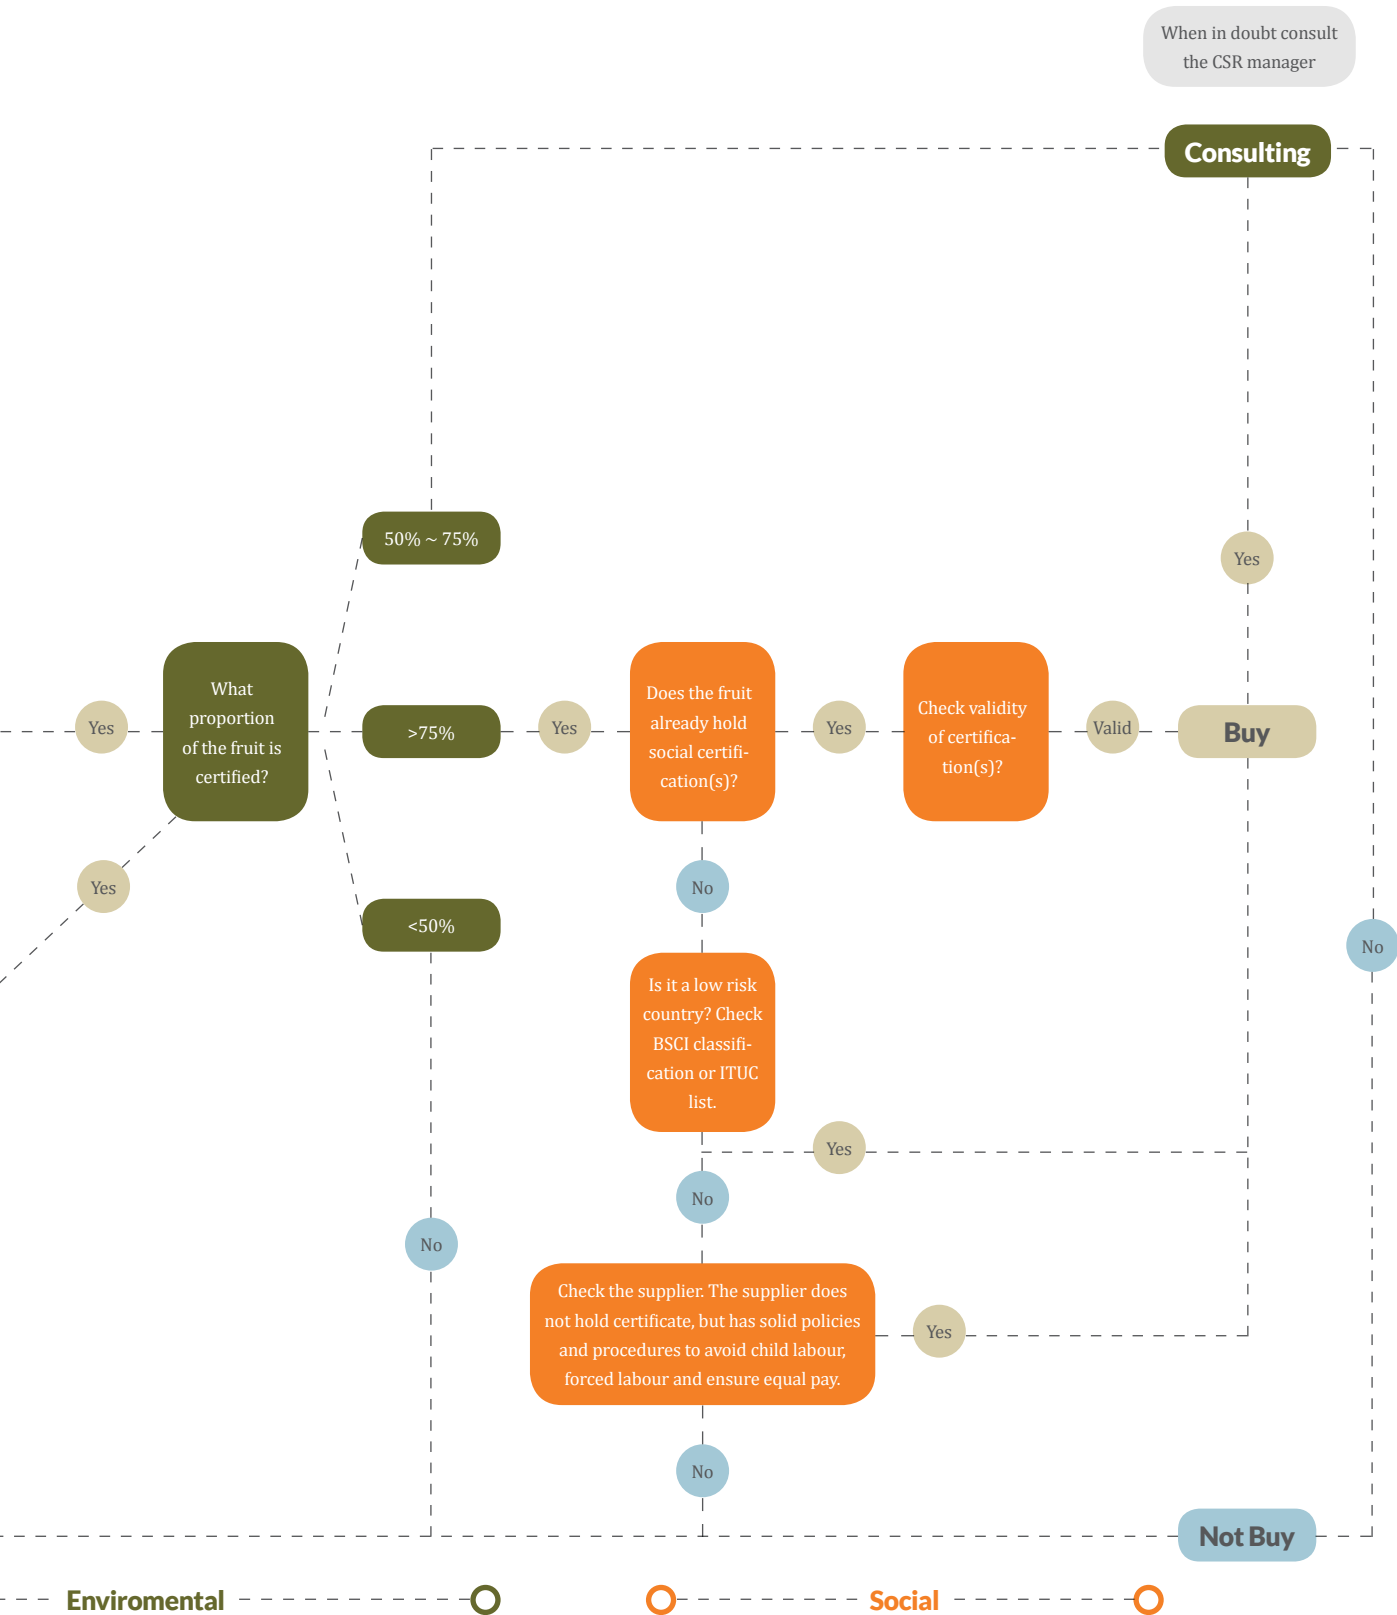 When in doubt consult
the CSR manager
Consulting
50% ~ 75%
Yes
What
proportion
of the fruit is
certified?
Yes
>75%
Yes
Does the fruit
already hold
social certifi-
cation(s)?
Yes
Check validity
of certifica-
tion(s)?
Valid
Buy
Yes
No
<50%
No
Is it a low risk
country? Check
BSCI classifi-
cation or ITUC
list.
Yes
No
No
Check the supplier. The supplier does
not hold certificate, but has solid policies
and procedures to avoid child labour,
forced labour and ensure equal pay.
Yes
No
Not Buy
Enviromental
Social